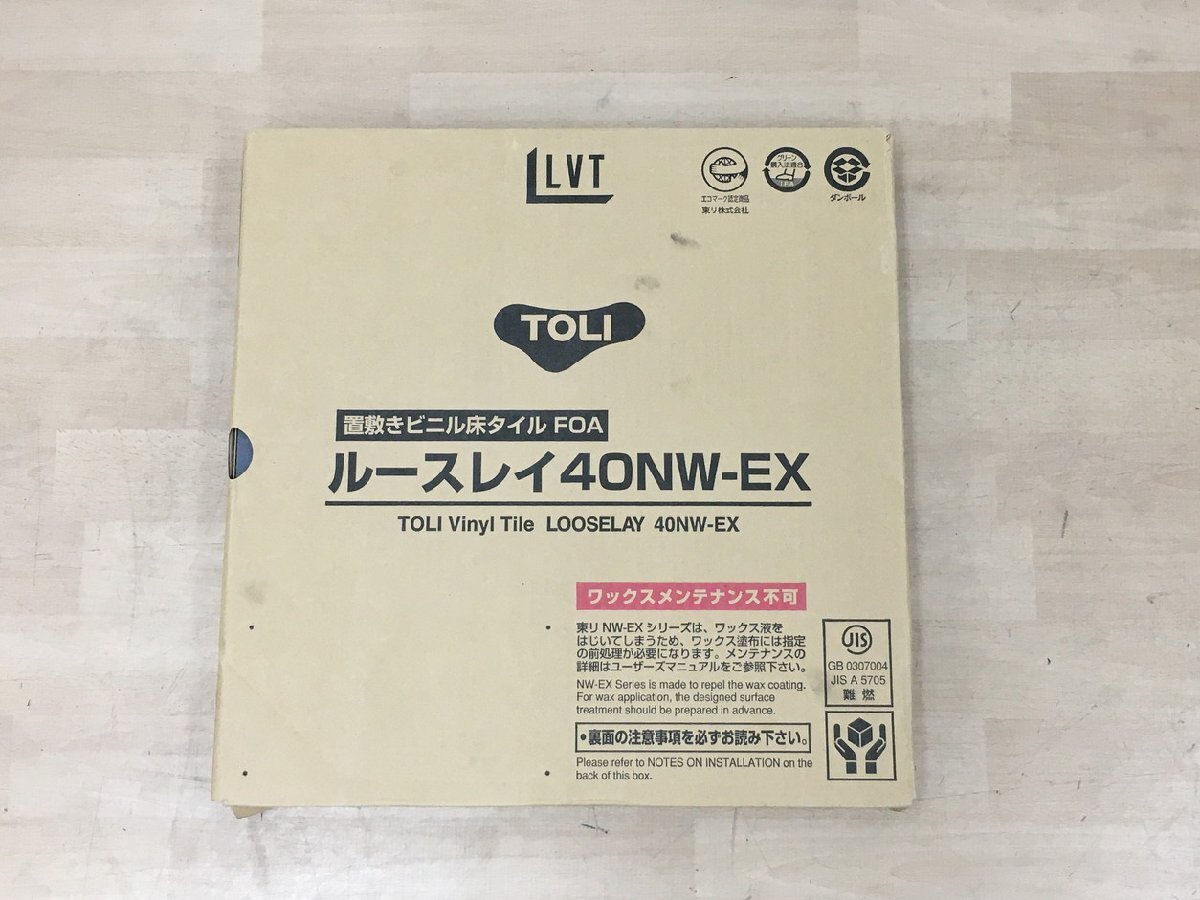 LVT
エコマーク認定商品
東リ株式会社
グリーン
購入法適合
I.F.A
ダンボール
TOLI
置敷きビニル床タイル FOA
ルースレイ40NW-EX
TOLI Vinyl Tile LOOSELAY 40NW-EX
ワックスメンテナンス不可
東リ NW-EX シリーズは、ワックス液を
はじいてしまうため、ワックス塗布には指定
の前処理が必要になります。メンテナンスの
詳細はユーザーズマニュアルをご参照下さい。
NW-EX Series is made to repel the wax coating.
For wax application, the designed surface
treatment should be prepared in advance.
・裏面の注意事項を必ずお読み下さい。
Please refer to NOTES ON INSTALLATION on the
back of this box.
JIS
GB 0307004
JIS A 5705
難燃